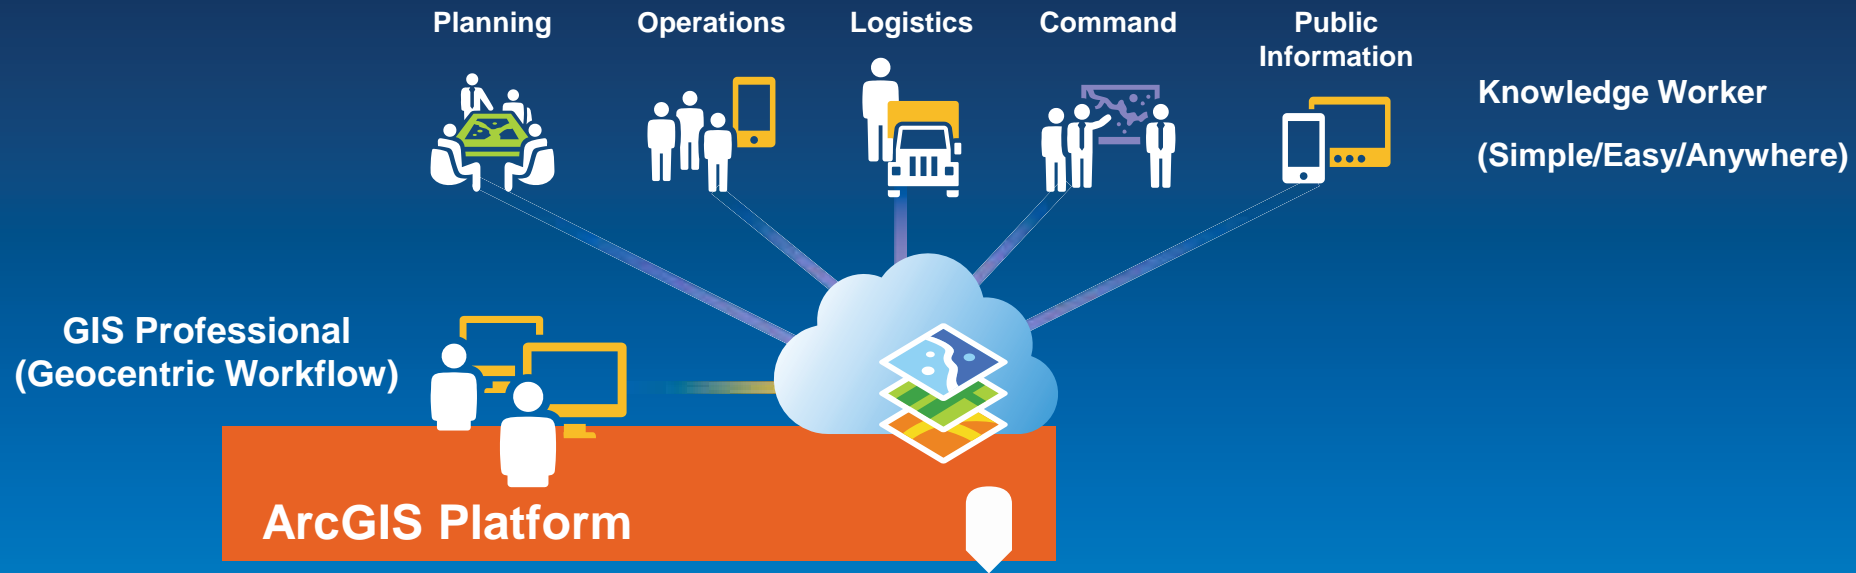 Planning
Operations
Logistics
Command
Public
Information
Knowledge Worker
(Simple/Easy/Anywhere)
GIS Professional
(Geocentric Workflow)
ArcGIS Platform